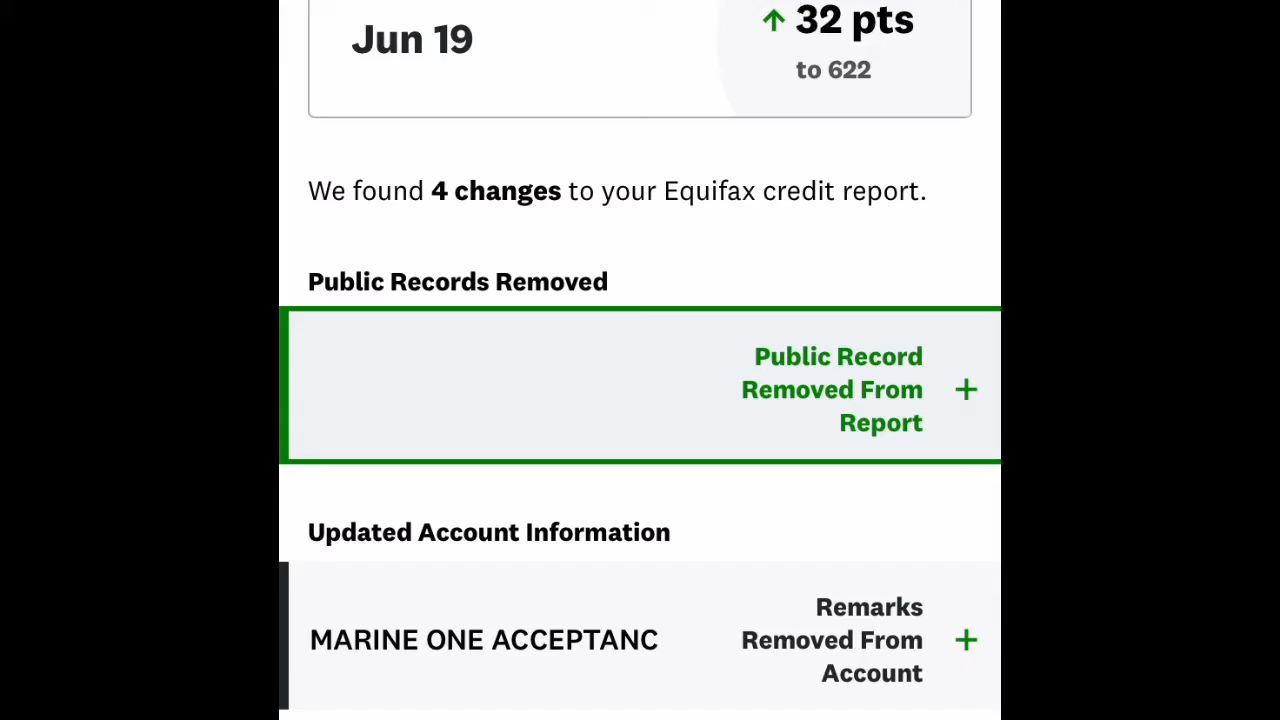 Jun 19
↑ 32 pts
to 622
We found 4 changes to your Equifax credit report.
Public Records Removed
Public Record
Removed From
Report
+
Updated Account Information
MARINE ONE ACCEPTANC
Remarks
Removed From
Account
+